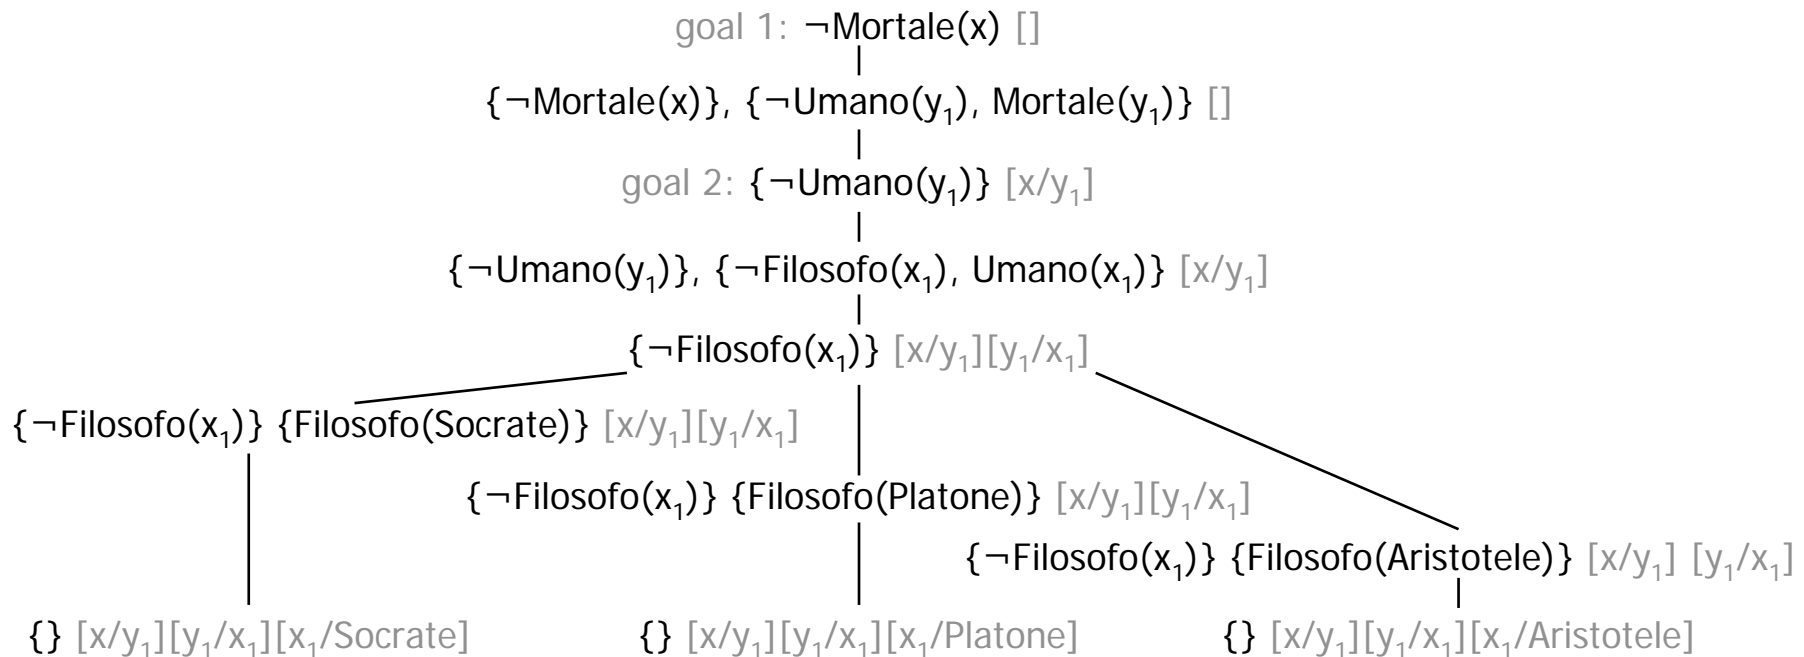 goal 1: ¬Mortale(x) []
{¬Mortale(x)}, {¬Umano(y₁), Mortale(y₁)} []
goal 2: {¬Umano(y₁)} [x/y₁]
{¬Umano(y₁)}, {¬Filosofo(x₁), Umano(x₁)} [x/y₁]
{¬Filosofo(x₁)} [x/y₁][y₁/x₁]
{¬Filosofo(x₁)} {Filosofo(Socrate)} [x/y₁][y₁/x₁]
{¬Filosofo(x₁)} {Filosofo(Platone)} [x/y₁][y₁/x₁]
{¬Filosofo(x₁)} {Filosofo(Aristotele)} [x/y₁] [y₁/x₁]
{} [x/y₁][y₁/x₁][x₁/Socrate]
{} [x/y₁][y₁/x₁][x₁/Platone]
{} [x/y₁][y₁/x₁][x₁/Aristotele]